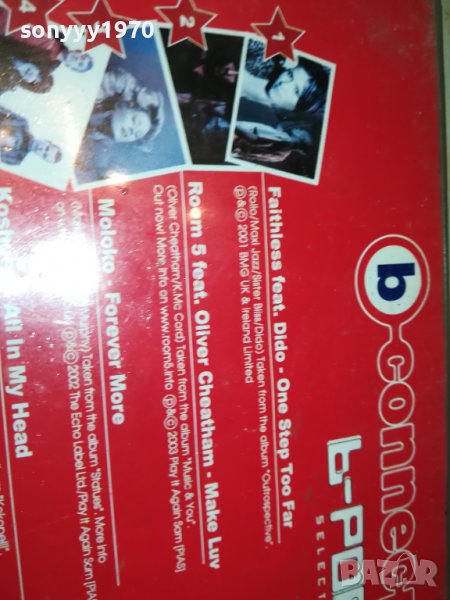 sonyyy1970
b-connect
b-PO
SELECT
1
Faithless feat. Dido - One Step Too Far
(Rollo/Maxi Jazz/Sister Bliss/Dido) Taken from the album "Outrospective".
℗&© 2001 BMG UK & Ireland Limited
2
Room 5 feat. Oliver Cheatham - Make Luv
(Oliver Cheatham/K.Mc Cord) Taken from the album "Music & You".
Out now! More info on www.room5.info ℗&© 2003 Play It Again Sam [PIAS]
Moloko - Forever More
Taken from the album "Statues" More info
℗&© 2002 The Echo Label Ltd./Play It Again Sam [PIAS]
4
All In My Head
"Kokopelli".
Bazar